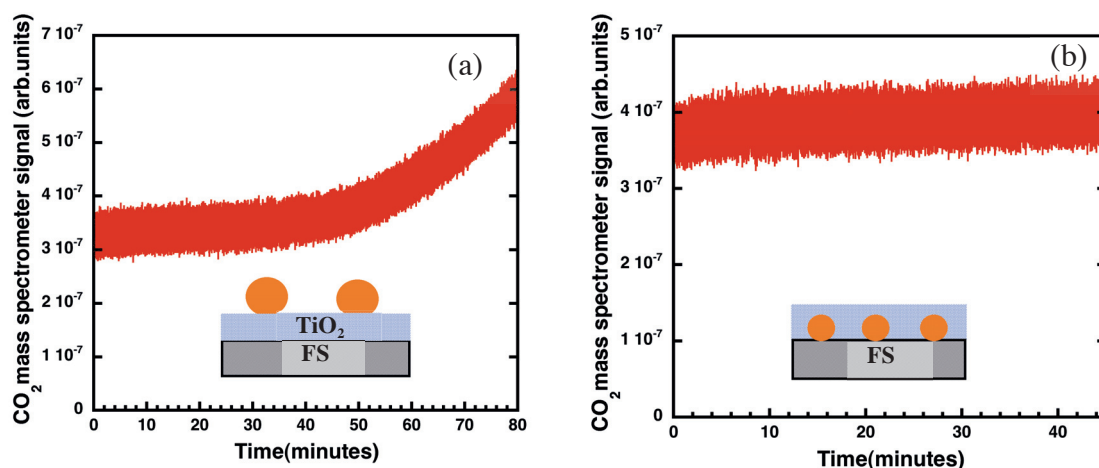 (a)
CO2 mass spectrometer signal (arb.units)
7 10-7
6 10-7
5 10-7
4 10-7
3 10-7
2 10-7
1 10-7
0
TiO2
FS
0 10 20 30 40 50 60 70 80
Time(minutes)
(b)
CO2 mass spectrometer signal (arb.units)
5 10-7
4 10-7
3 10-7
2 10-7
1 10-7
0
FS
0 10 20 30 40
Time(minutes)